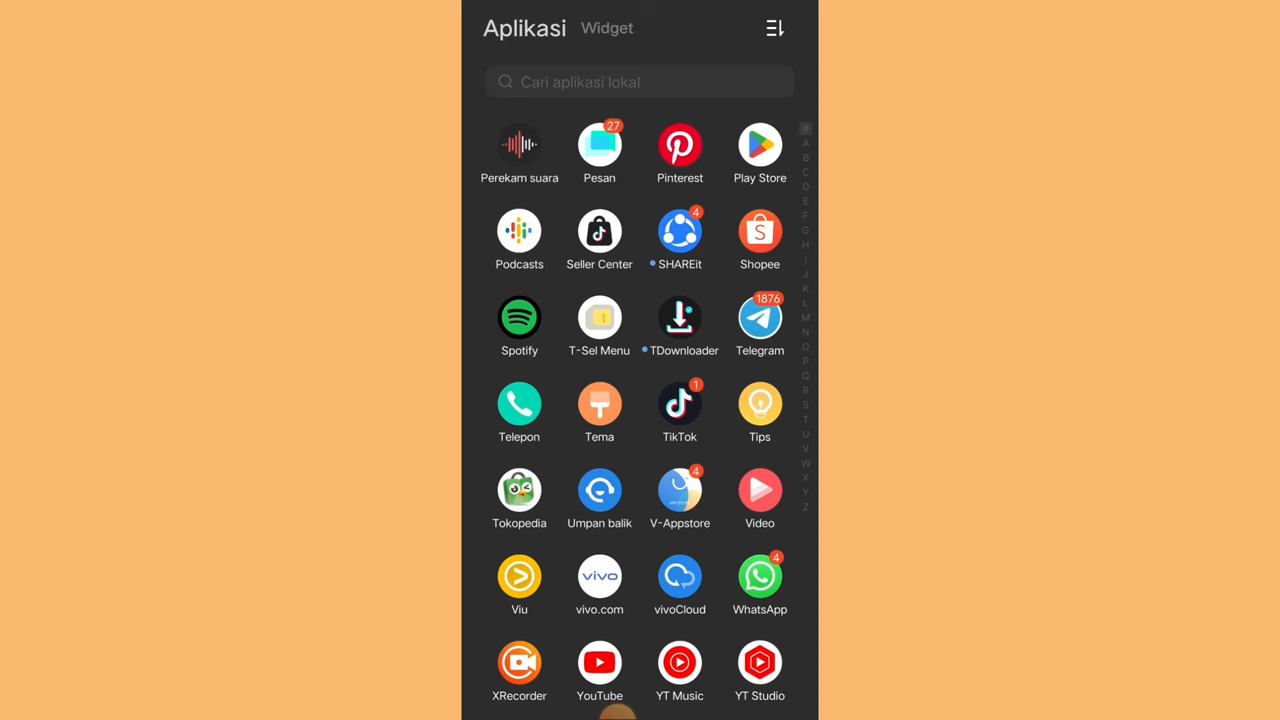 Aplikasi Widget
Cari aplikasi lokal
27
Perekam suara Pesan Pinterest Play Store
4
Podcasts Seller Center SHAREit Shopee
1
1876
Spotify T-Sel Menu TDownloader Telegram
1
Telepon Tema TikTok Tips
4
Tokopedia Umpan balik V-Appstore Video
vivo
4
Viu vivo.com vivoCloud WhatsApp
XRecorder YouTube YT Music YT Studio
#
A
B
C
D
E
F
G
H
I
J
K
L
M
N
O
P
Q
R
S
T
U
V
W
X
Y
Z